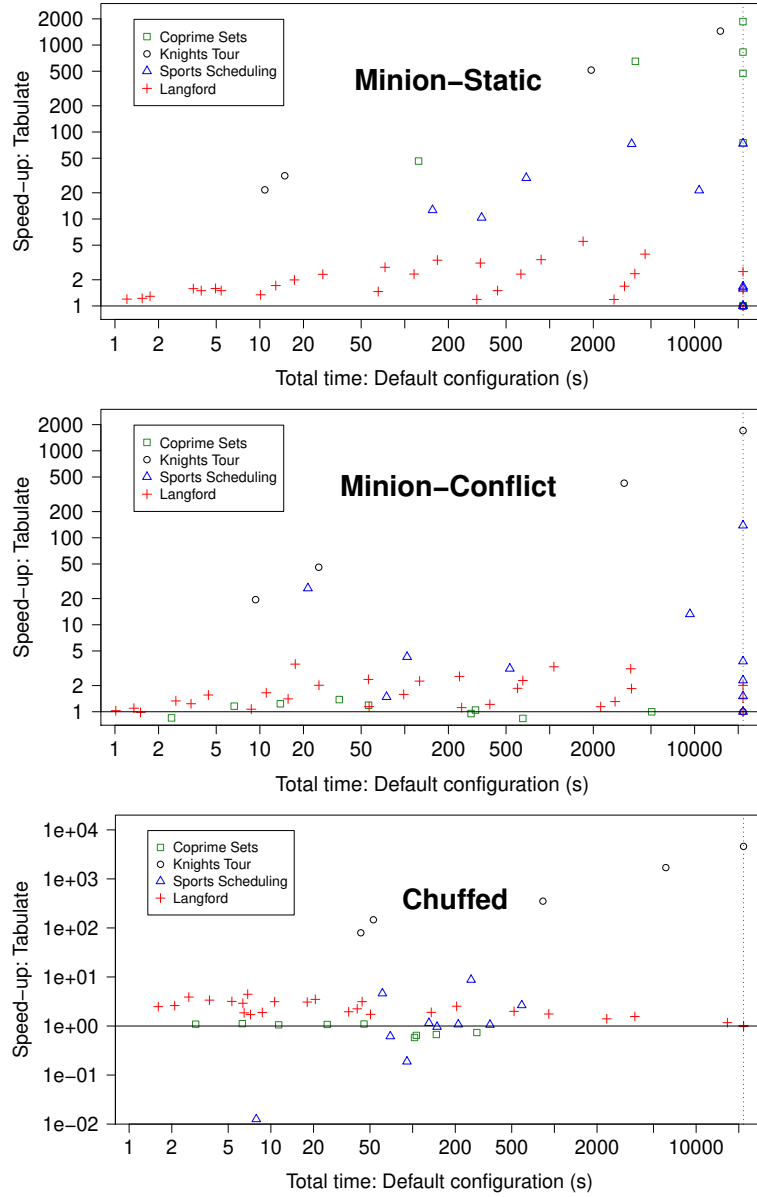 2000
1000
500
200
100
50
20
10
5
2
1
Speed−up: Tabulate
Coprime Sets
Knights Tour
Sports Scheduling
Langford
Minion−Static
1 2 5 10 20 50 200 500 2000 10000
Total time: Default configuration (s)
2000
1000
500
200
100
50
20
10
5
2
1
Speed−up: Tabulate
Coprime Sets
Knights Tour
Sports Scheduling
Langford
Minion−Conflict
1 2 5 10 20 50 200 500 2000 10000
Total time: Default configuration (s)
1e+04
1e+03
1e+02
1e+01
1e+00
1e−01
1e−02
Speed−up: Tabulate
Coprime Sets
Knights Tour
Sports Scheduling
Langford
Chuffed
1 2 5 10 20 50 200 500 2000 10000
Total time: Default configuration (s)